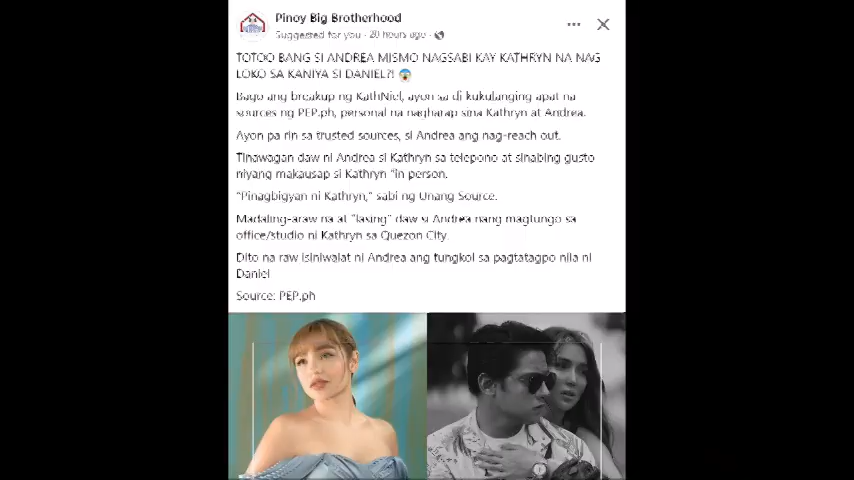 Pinoy Big Brotherhood
Suggested for you · 20 hours ago ·
TOTOO BANG SI ANDREA MISMO NAGSABI KAY KATHRYN NA NAG
LOKO SA KANIYA SI DANIEL?!
Bago ang breakup ng KathNiel, ayon sa di kukulanging apat na
sources ng PEP.ph, personal na nagharap sina Kathryn at Andrea.
Ayon pa rin sa trusted sources, si Andrea ang nag-reach out.
Tinawagan daw ni Andrea si Kathryn sa telepono at sinabing gusto
niyang makausap si Kathryn "in person.
"Pinagbigyan ni Kathryn," sabi ng Unang Source.
Madaling-araw na at "lasing" daw si Andrea nang magtungo sa
office/studio ni Kathryn sa Quezon City.
Dito na raw isiniwalat ni Andrea ang tungkol sa pagtatagpo nila ni
Daniel
Source: PEP.ph